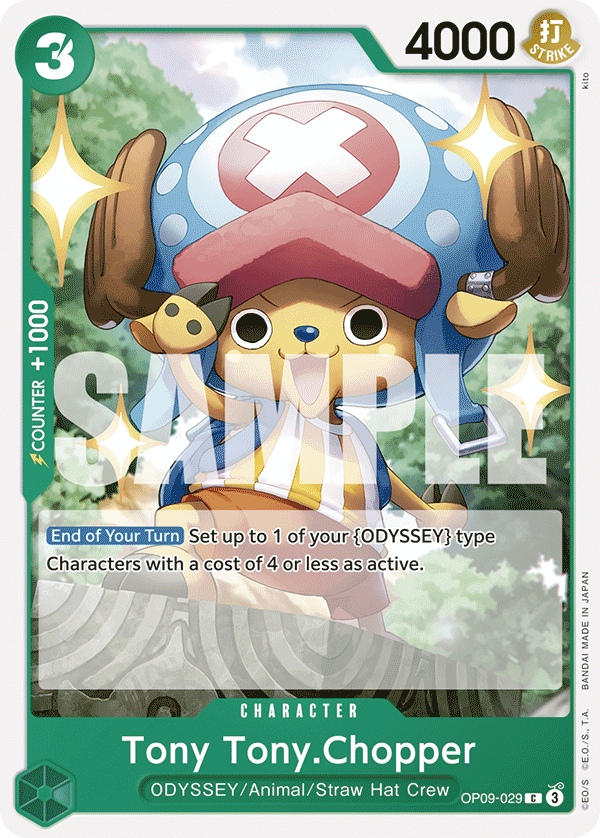 3
4000
打
STRIKE
kito
COUNTER +1000
SAMPLE
End of Your Turn Set up to 1 of your {ODYSSEY} type
Characters with a cost of 4 or less as active.
BANDAI MADE IN JAPAN
©EO/S ©E.O./S., T.A.
CHARACTER
Tony Tony.Chopper
ODYSSEY/Animal/Straw Hat Crew
OP09-029 C 3